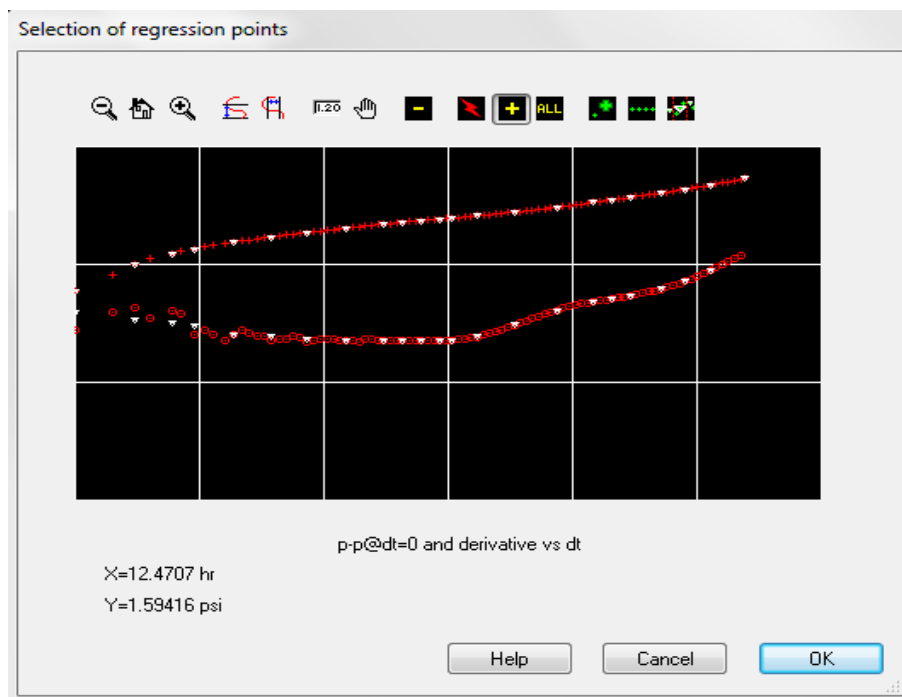 Selection of regression points
1.20
ALL
p-p@dt=0 and derivative vs dt
X=12.4707 hr
Y=1.59416 psi
Help Cancel OK